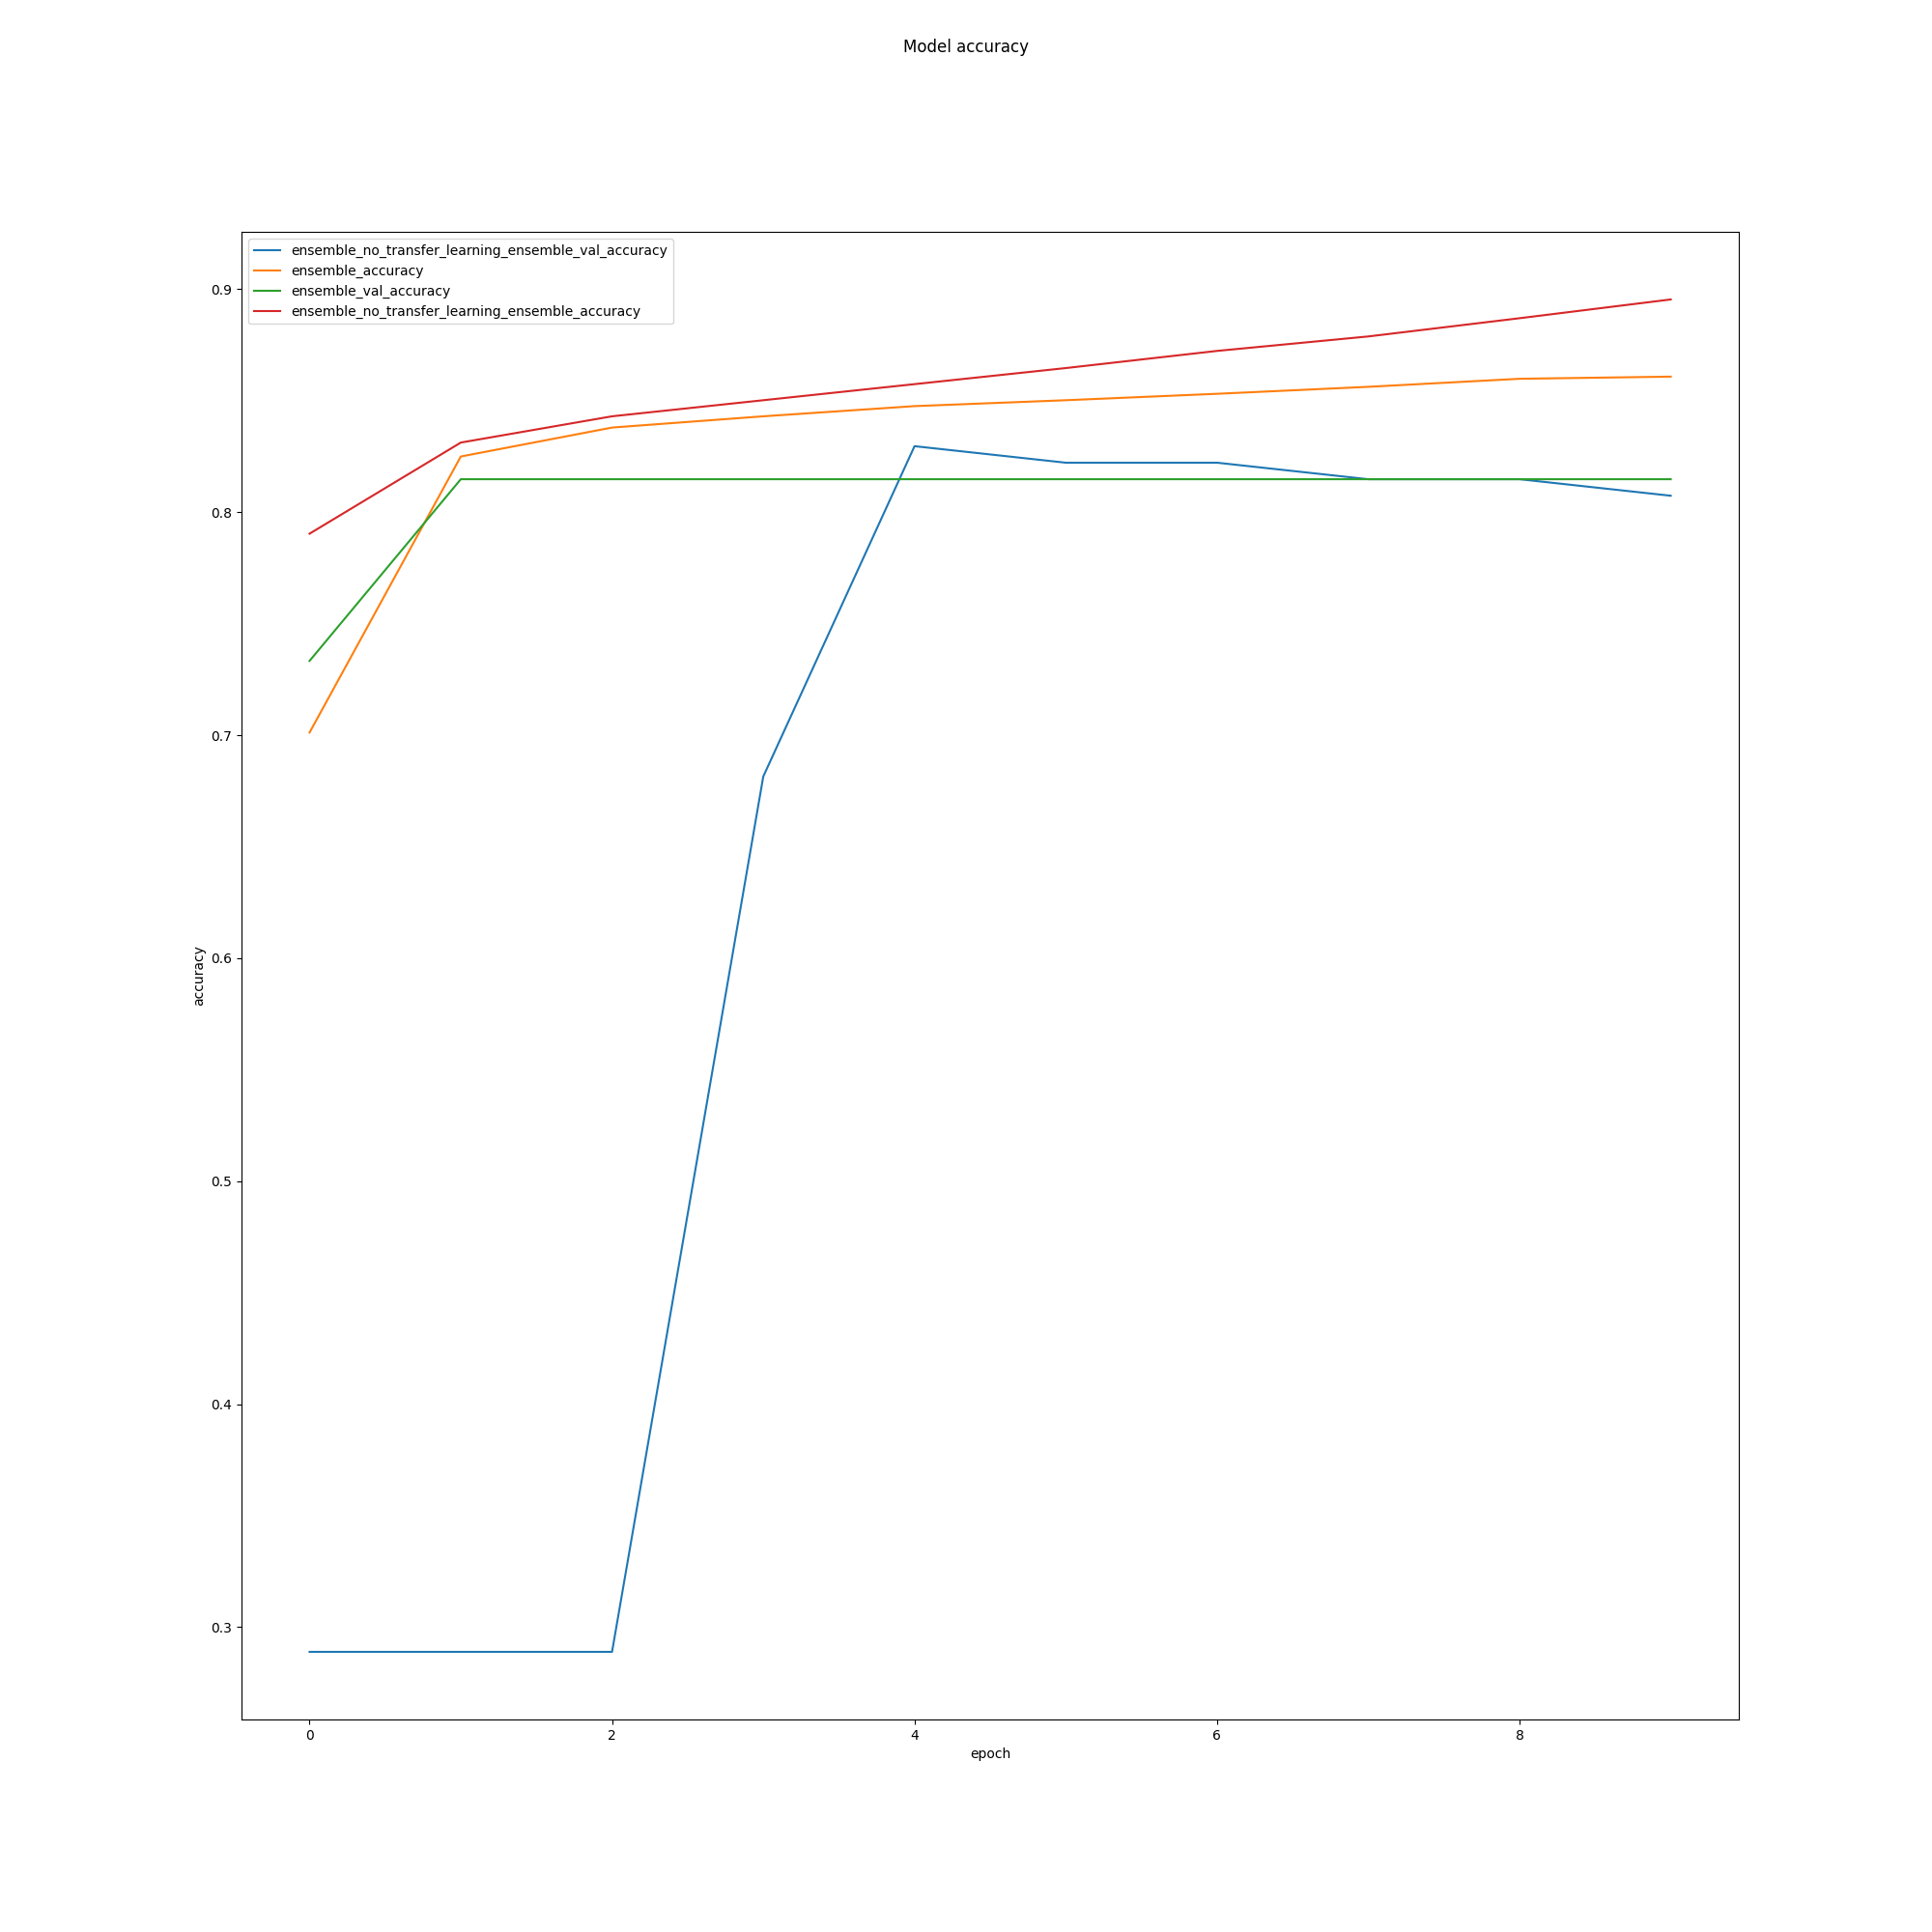 Model accuracy
ensemble_no_transfer_learning_ensemble_val_accuracy
ensemble_accuracy
ensemble_val_accuracy
ensemble_no_transfer_learning_ensemble_accuracy
0.9
0.8
0.7
0.6
0.5
0.4
0.3
accuracy
0 2 4 6 8
epoch